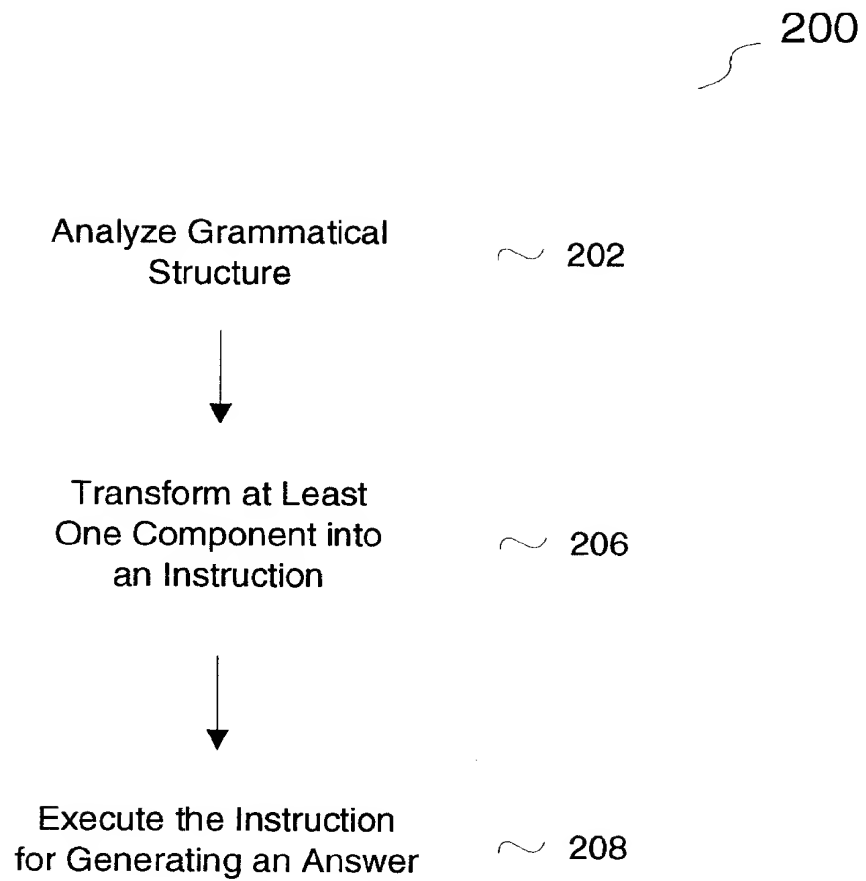 200
Analyze Grammatical
Structure
202
Transform at Least
One Component into
an Instruction
206
Execute the Instruction
for Generating an Answer
208